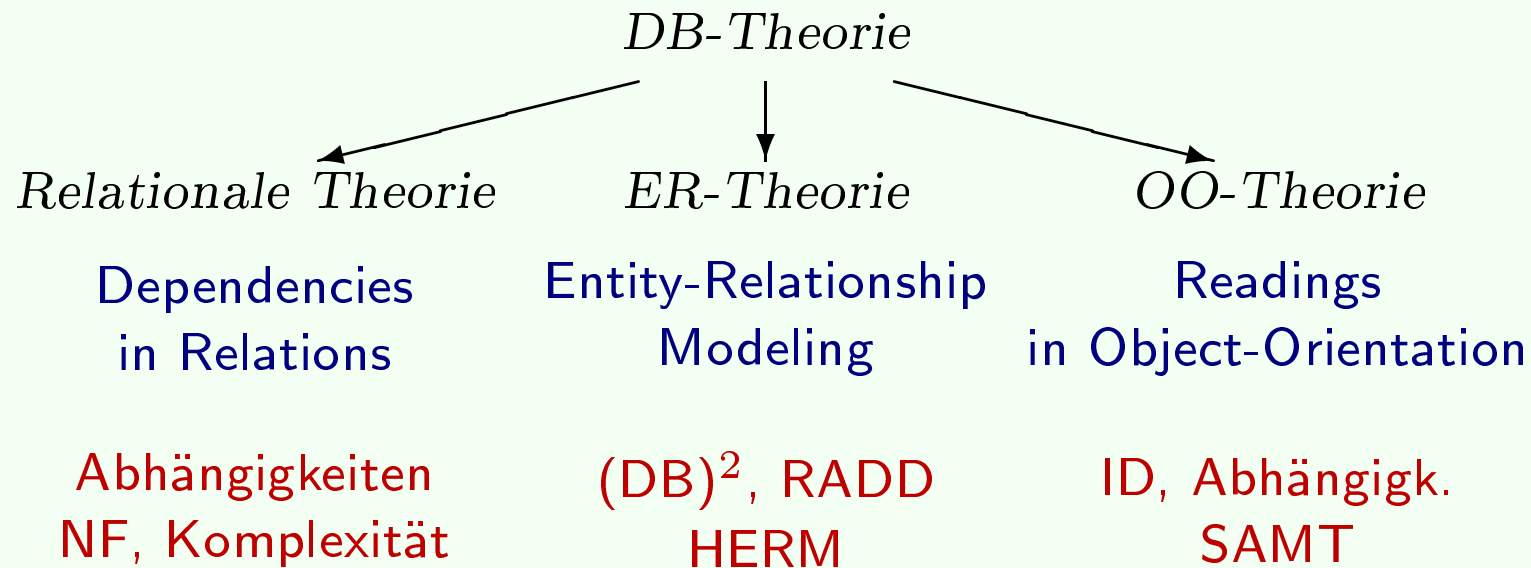 DB-Theorie
Relationale Theorie
ER-Theorie
OO-Theorie
Dependencies
in Relations
Entity-Relationship
Modeling
Readings
in Object-Orientation
Abhängigkeiten
NF, Komplexität
(DB)², RADD
HERM
ID, Abhängigk.
SAMT